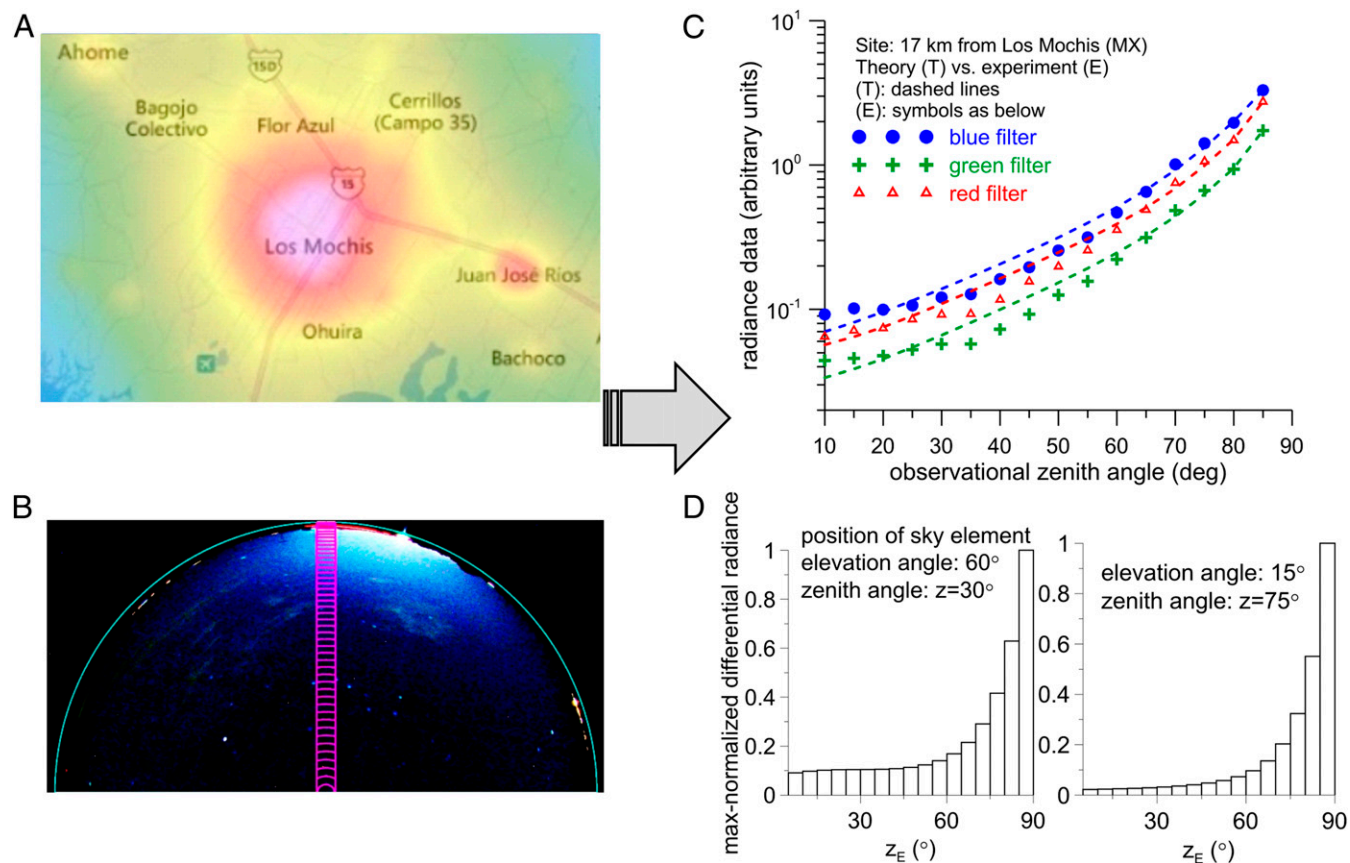 A
Ahome
15D
Bagojo
Colectivo
Flor Azul
Cerrillos
(Campo 35)
15
Los Mochis
Juan José Ríos
Ohuira
Bachoco
B
C
radiance data (arbitrary units)
10¹
10⁰
10⁻¹
Site: 17 km from Los Mochis (MX)
Theory (T) vs. experiment (E)
(T): dashed lines
(E): symbols as below
blue filter
green filter
red filter
10 20 30 40 50 60 70 80 90
observational zenith angle (deg)
D
max-normalized differential radiance
position of sky element
elevation angle: 60°
zenith angle: z=30°
1
0.8
0.6
0.4
0.2
0
30 60 90
z_E (°)
elevation angle: 15°
zenith angle: z=75°
1
0.8
0.6
0.4
0.2
0
30 60 90
z_E (°)